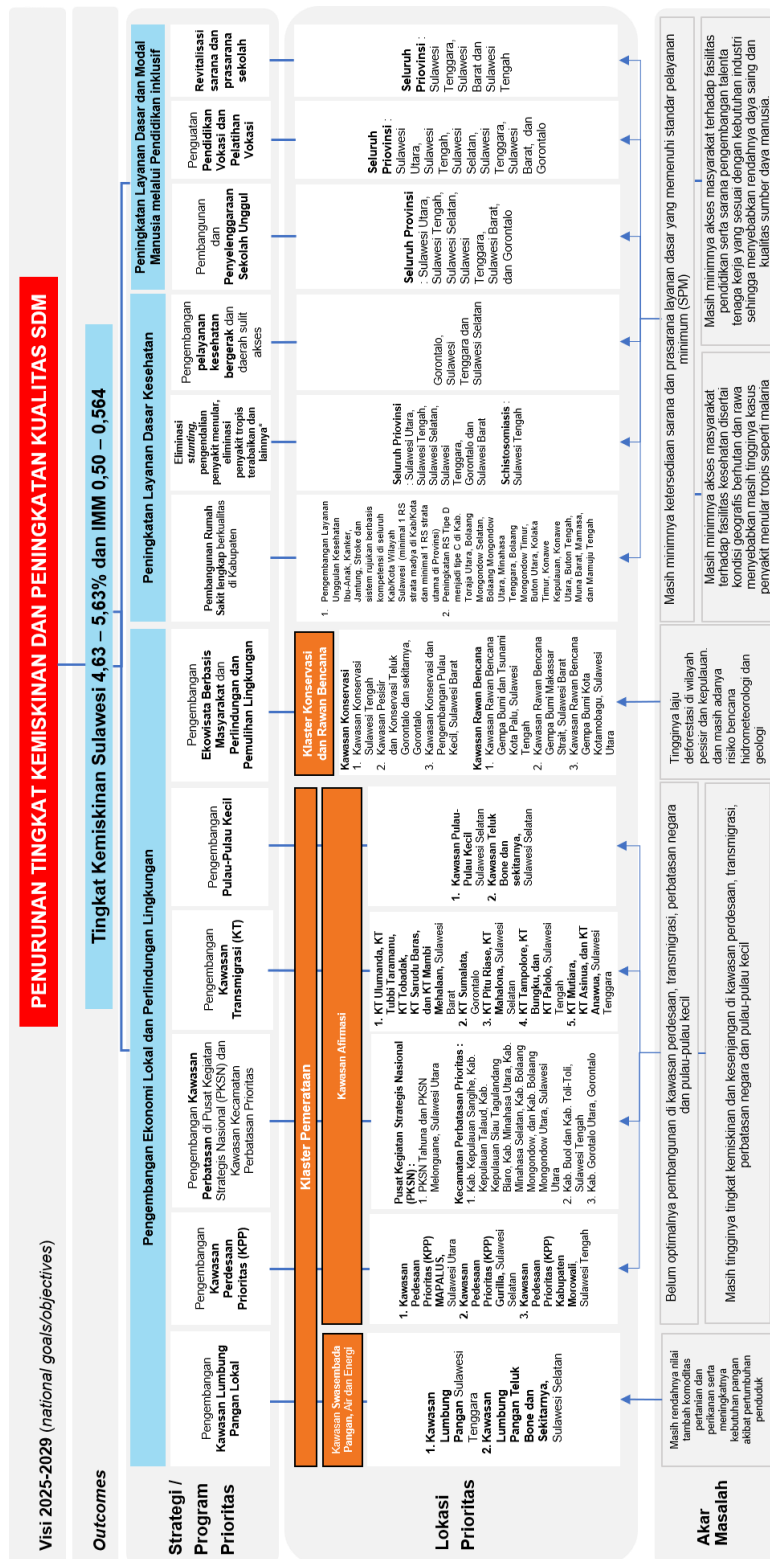 Visi 2025-2029 (national goals/objectives)
PENURUNAN TINGKAT KEMISKINAN DAN PENINGKATAN KUALITAS SDM
Outcomes
Tingkat Kemiskinan Sulawesi 4,63 – 5,63% dan IMM 0,50 – 0,564
Strategi /
Program
Prioritas
Pengembangan Ekonomi Lokal dan Perlindungan Lingkungan
Pengembangan
Kawasan Lumbung
Pangan Lokal
Pengembangan
Kawasan
Perdesaan
Prioritas (KPP)
Pengembangan Kawasan
Perbatasan di Pusat Kegiatan
Strategis Nasional (PKSN) dan
Kawasan Kecamatan
Perbatasan Prioritas
Pengembangan
Kawasan
Transmigrasi (KT)
Pengembangan
Pulau-Pulau Kecil
Pengembangan
Ekowisata Berbasis
Masyarakat dan
Perlindungan dan
Pemulihan Lingkungan
Peningkatan Layanan Dasar Kesehatan
Pembangunan Rumah
Sakit lengkap berkualitas
di Kabupaten
Eliminasi
stunting,
pengendalian
penyakit menular,
eliminasi
penyakit tropis
terabaikan dan
lainnya*
Pengembangan
pelayanan
kesehatan
bergerak dan
daerah sulit
akses
Peningkatan Layanan Dasar dan Modal
Manusia melalui Pendidikan inklusif
Pembangunan
dan
Penyelenggaraan
Sekolah Unggul
Penguatan
Pendidikan
Vokasi dan
Pelatihan
Vokasi
Revitalisasi
sarana dan
prasarana
sekolah
Lokasi
Prioritas
Klaster Pemerataan
Kawasan Swasembada
Pangan, Air dan Energi
Kawasan Afirmasi
Klaster Konservasi
dan Rawan Bencana
1. Kawasan
Lumbung
Pangan Sulawesi
Tenggara
2. Kawasan
Lumbung
Pangan Teluk
Bone dan
Sekitarnya,
Sulawesi Selatan
1. Kawasan
Pedesaan
Prioritas (KPP)
MAPALUS,
Sulawesi Utara
2. Kawasan
Pedesaan
Prioritas (KPP)
Gurilla, Sulawesi
Selatan
3. Kawasan
Pedesaan
Prioritas (KPP)
Kabupaten
Morowali,
Sulawesi Tengah
Pusat Kegiatan Strategis Nasional
(PKSN) :
1. PKSN Tahuna dan PKSN
Melonguane, Sulawesi Utara
Kecamatan Perbatasan Prioritas :
1. Kab. Kepulauan Sangihe, Kab.
Kepulauan Talaud, Kab.
Kepulauan Siau Tagulandang
Biaro, Kab. Minahasa Utara, Kab.
Minahasa Selatan, Kab. Bolaang
Mongondow, dan Kab. Bolaang
Mongondow Utara, Sulawesi
Utara
2. Kab. Buol dan Kab. Toli-Toli,
Sulawesi Tengah
3. Kab. Gorotalo Utara, Gorontalo
1. KT Ulumanda, KT
Tubbi Taramanu,
KT Tobadak,
KT Sarudu Baras,
dan KT Mambi
Mehalaan, Sulawesi
Barat
2. KT Sumalata,
Gorontalo
3. KT Pitu Riase, KT
Mahalona, Sulawesi
Selatan
4. KT Tampolore, KT
Bungku, dan
KT Palolo, Sulawesi
Tengah
5. KT Mutiara,
KT Asinua, dan KT
Anawua, Sulawesi
Tenggara
1. Kawasan Pulau-
Pulau Kecil
Sulawesi Selatan
2. Kawasan Teluk
Bone dan
sekitarnya,
Sulawesi Selatan
Kawasan Konservasi
1. Kawasan Konservasi
Sulawesi Tengah
2. Kawasan Pesisir
dan Konservasi Teluk
Gorontalo dan sekitarnya,
Gorontalo
3. Kawasan Konservasi dan
Pengembangan Pulau
Kecil, Sulawesi Barat
Kawasan Rawan Bencana
1. Kawasan Rawan Bencana
Gempa Bumi dan Tsunami
Kota Palu, Sulawesi
Tengah
2. Kawasan Rawan Bencana
Gempa Bumi Makassar
Strait, Sulawesi Barat
3. Kawasan Rawan Bencana
Gempa Bumi Kota
Kotamobagu, Sulawesi
Utara
1. Pengembangan Layanan
Unggulan Kesehatan
Ibu-Anak, Kanker,
Jantung, Stroke dan
sistem rujukan berbasis
kompetensi di seluruh
Kab/Kota Wilayah
Sulawesi (minimal 1 RS
strata madya di Kab/Kota
dan minimal 1 RS strata
utama di Provinsi)
2. Peningkatan RS Tipe D
menjadi tipe C di Kab.
Toraja Utara, Bolaang
Mongondow Selatan,
Bolaang Mongondow
Utara, Minahasa
Tenggara, Bolaang
Mongondow Timur,
Buton Utara, Kolaka
Timur, Konawe
Kepulauan, Konawe
Utara, Buton Tengah,
Muna Barat, Mamasa,
dan Mamuju Tengah
Seluruh Provinsi
: Sulawesi Utara,
Sulawesi Tengah,
Sulawesi Selatan,
Sulawesi
Tenggara,
Gorontalo dan
Sulawesi Barat
Schistosomiasis :
Sulawesi Tengah
Gorontalo,
Sulawesi
Tenggara dan
Sulawesi Selatan
Seluruh Provinsi
: Sulawesi Utara,
Sulawesi Tengah,
Sulawesi Selatan,
Sulawesi
Tenggara,
Sulawesi Barat,
dan Gorontalo
Seluruh
Priovinsi :
Sulawesi
Utara,
Sulawesi
Tengah,
Sulawesi
Selatan,
Sulawesi
Tenggara,
Sulawesi
Barat, dan
Gorontalo
Seluruh
Priovinsi :
Sulawesi
Tenggara,
Sulawesi
Barat dan
Sulawesi
Tengah
Akar
Masalah
Masih rendahnya nilai
tambah komoditas
pertanian dan
perikanan serta
meningkatnya
kebutuhan pangan
akibat pertumbuhan
penduduk
Belum optimalnya pembangunan di kawasan perdesaan, transmigrasi, perbatasan negara
dan pulau-pulau kecil
Masih tingginya tingkat kemiskinan dan kesenjangan di kawasan perdesaan, transmigrasi,
perbatasan negara dan pulau-pulau kecil
Tingginya laju
deforestasi di wilayah
pesisir dan kepulauan.
dan masih adanya
risiko bencana
hidrometeorologi dan
geologi
Masih minimnya ketersediaan sarana dan prasarana layanan dasar yang memenuhi standar pelayanan
minimum (SPM)
Masih minimnya akses masyarakat
terhadap fasilitas kesehatan disertai
kondisi geografis berhutan dan rawa
menyebabkan masih tingginya kasus
penyakit menular tropis seperti malaria
Masih minimnya akses masyarakat terhadap fasilitas
pendidikan serta sarana pengembangan talenta
tenaga kerja yang sesuai dengan kebutuhan industri
sehingga menyebabkan rendahnya daya saing dan
kualitas sumber daya manusia.